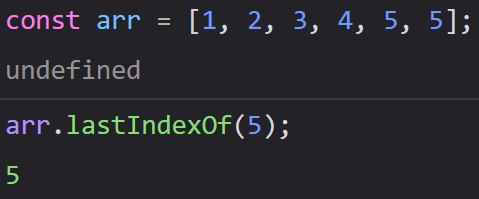 const arr = [1, 2, 3, 4, 5, 5];
undefined
arr.lastIndexOf(5);
5